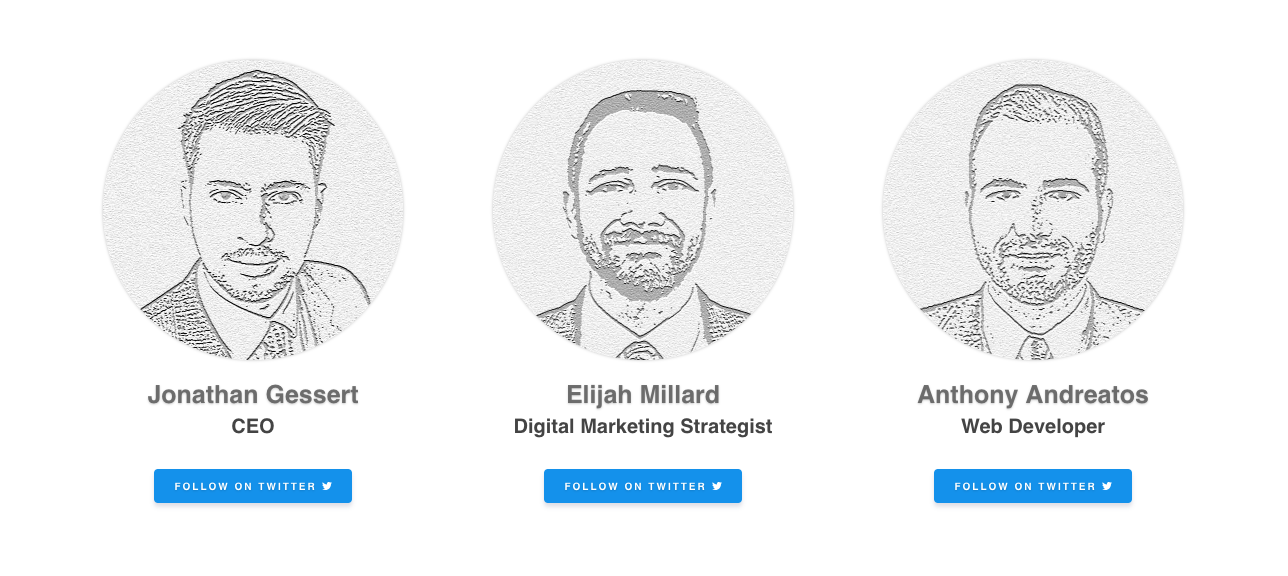 Jonathan Gessert
CEO
FOLLOW ON TWITTER
Elijah Millard
Digital Marketing Strategist
FOLLOW ON TWITTER
Anthony Andreatos
Web Developer
FOLLOW ON TWITTER